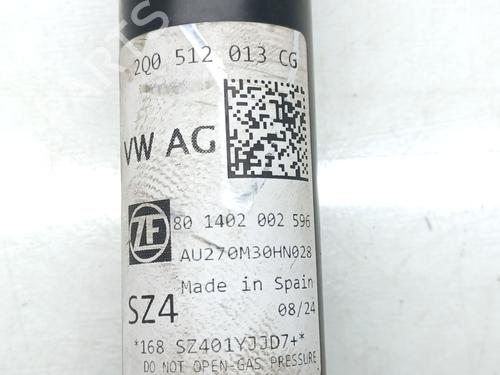 2Q0 512 013 CG
VW AG
ZF
80 1402 002 596
AU270M30HN028
Made in Spain
SZ4
08/24
*168 SZ401YJJD7+*
DO NOT OPEN-GAS PRESSURE